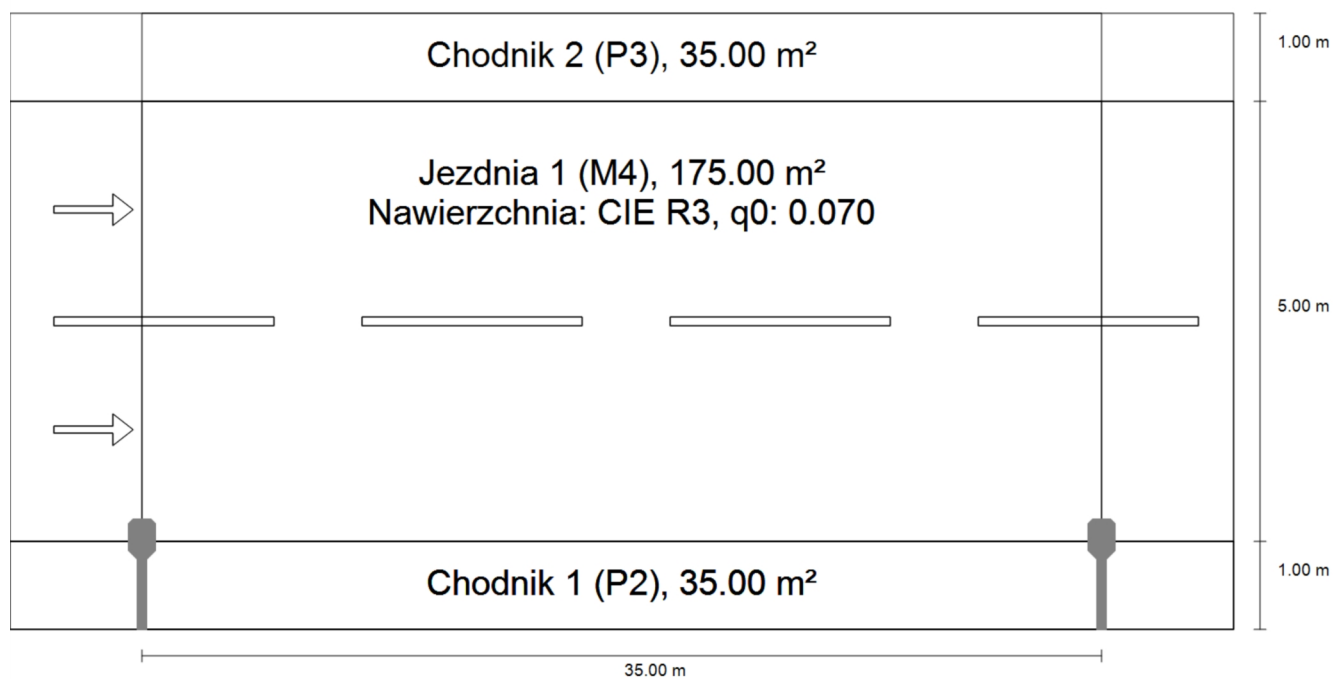 Chodnik 2 (P3), 35.00 m²
1.00 m
Jezdnia 1 (M4), 175.00 m²
Nawierzchnia: CIE R3, q0: 0.070
5.00 m
Chodnik 1 (P2), 35.00 m²
1.00 m
35.00 m